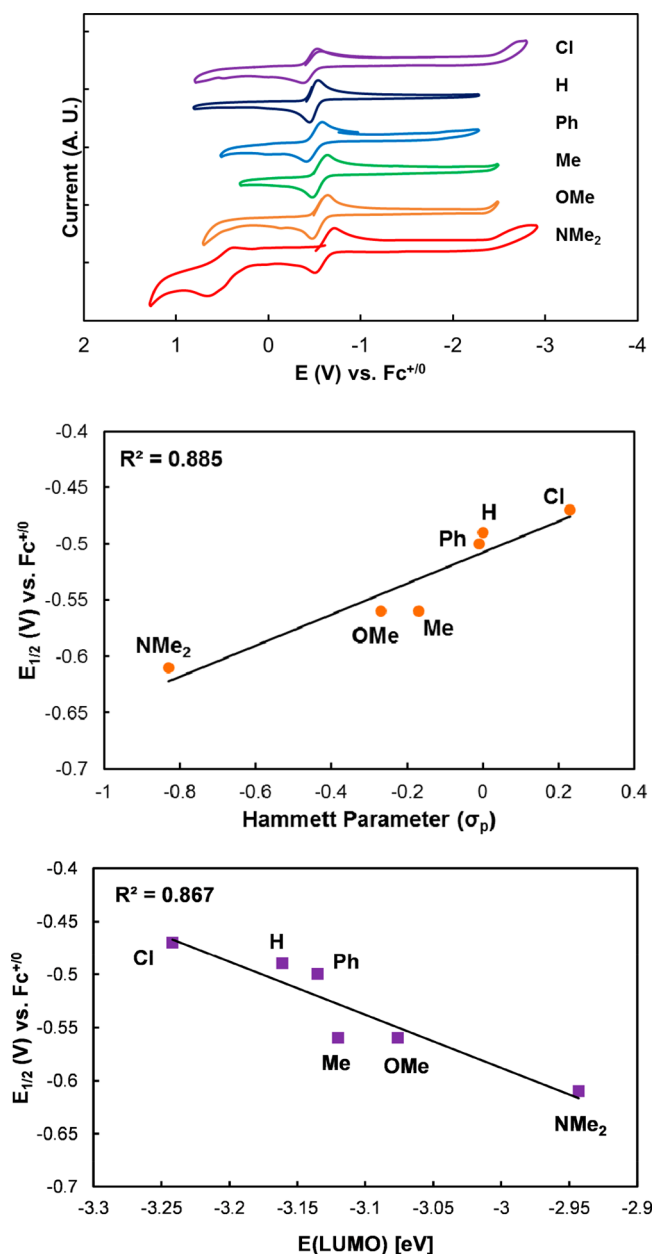 Cl
H
Ph
Me
OMe
NMe₂
Current (A. U.)
2 1 0 -1 -2 -3 -4
E (V) vs. Fc⁺/⁰
R² = 0.885
-0.4
-0.45
-0.5
-0.55
-0.6
-0.65
-0.7
E₁/₂ (V) vs. Fc⁺/⁰
Cl
H
Ph
OMe
Me
NMe₂
-1 -0.8 -0.6 -0.4 -0.2 0 0.2 0.4
Hammett Parameter (σₚ)
R² = 0.867
-0.4
-0.45
-0.5
-0.55
-0.6
-0.65
-0.7
E₁/₂ (V) vs. Fc⁺/⁰
Cl
H
Ph
Me
OMe
NMe₂
-3.3 -3.25 -3.2 -3.15 -3.1 -3.05 -3 -2.95 -2.9
E(LUMO) [eV]